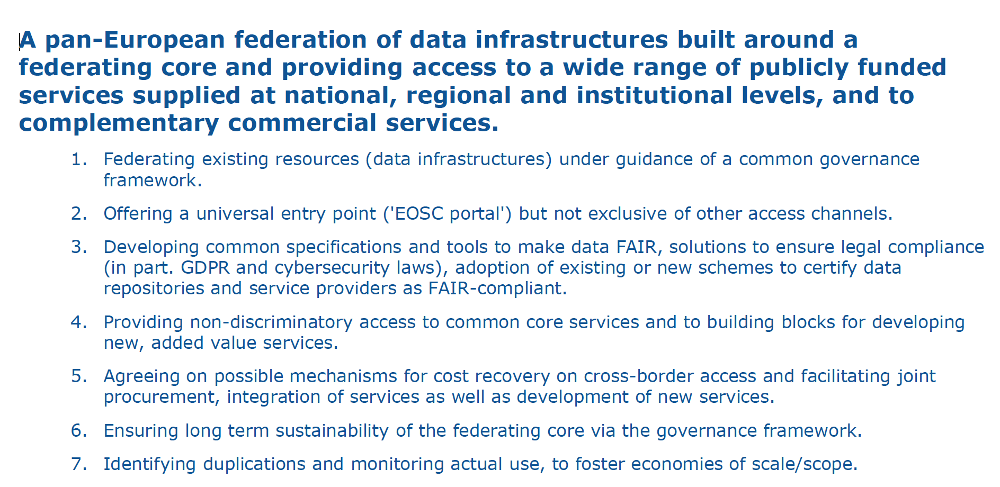 A pan-European federation of data infrastructures built around a
federating core and providing access to a wide range of publicly funded
services supplied at national, regional and institutional levels, and to
complementary commercial services.
1. Federating existing resources (data infrastructures) under guidance of a common governance
framework.
2. Offering a universal entry point ('EOSC portal') but not exclusive of other access channels.
3. Developing common specifications and tools to make data FAIR, solutions to ensure legal compliance
(in part. GDPR and cybersecurity laws), adoption of existing or new schemes to certify data
repositories and service providers as FAIR-compliant.
4. Providing non-discriminatory access to common core services and to building blocks for developing
new, added value services.
5. Agreeing on possible mechanisms for cost recovery on cross-border access and facilitating joint
procurement, integration of services as well as development of new services.
6. Ensuring long term sustainability of the federating core via the governance framework.
7. Identifying duplications and monitoring actual use, to foster economies of scale/scope.